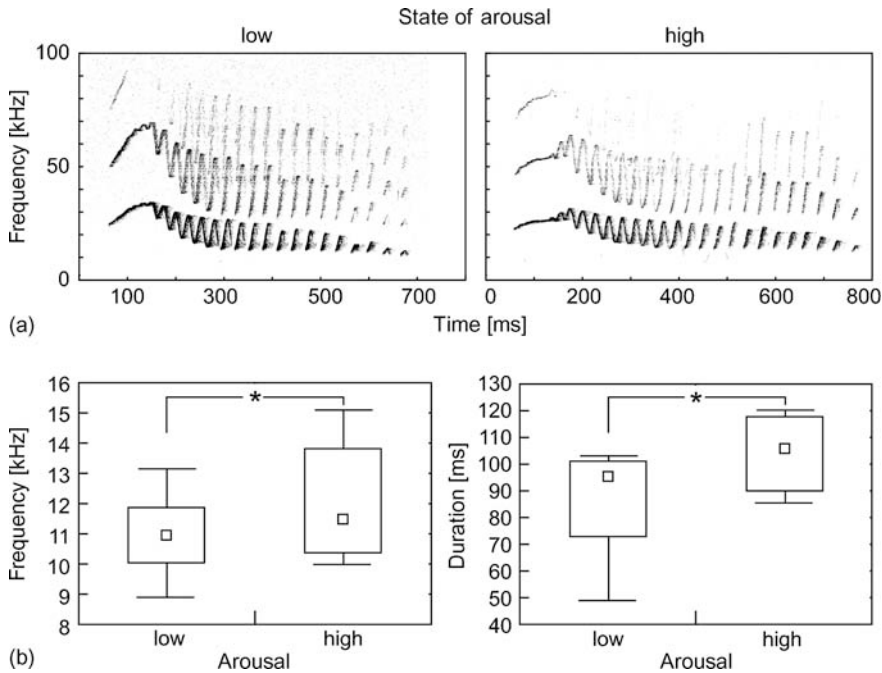 State of arousal
low high
Frequency [kHz]
100
50
0
100 300 500 700
0 200 400 600 800
Time [ms]
(a)
Frequency [kHz]
16
15
14
13
12
11
10
9
8
*
low high
Arousal
Duration [ms]
130
120
110
100
90
80
70
60
50
40
*
low high
Arousal
(b)